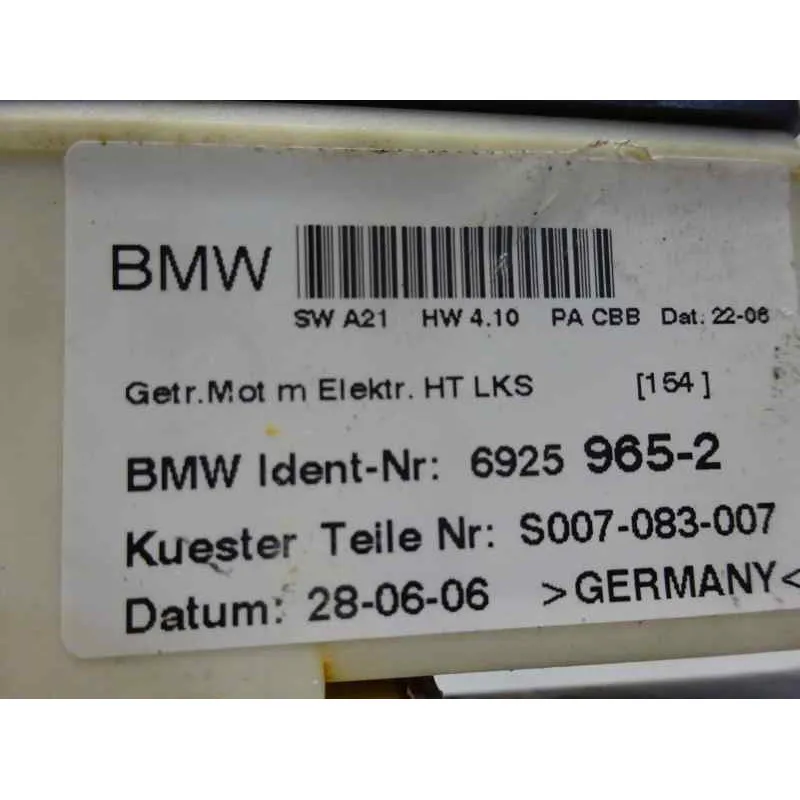 BMW
SW A21 HW 4.10 PA CBB Dat: 22-06
Getr.Mot m Elektr. HT LKS [154]
BMW Ident-Nr: 6925 965-2
Kuester Teile Nr: S007-083-007
Datum: 28-06-06 >GERMANY<